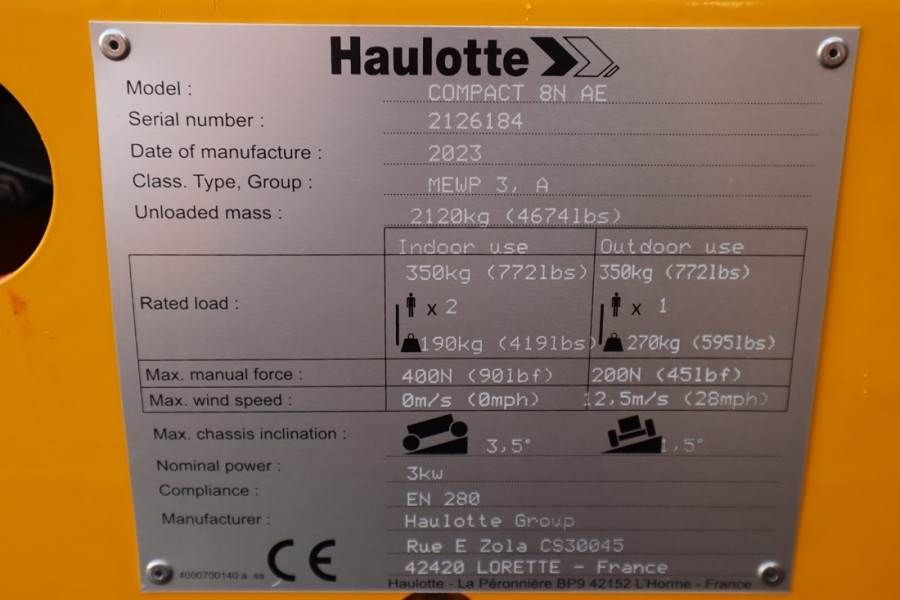 Haulotte
Model : COMPACT 8N AE
Serial number : 2126184
Date of manufacture : 2023
Class. Type, Group : MEWP 3, A
Unloaded mass : 2120kg (4674lbs)
Indoor use Outdoor use
350kg (772lbs) 350kg (772lbs)
Rated load : x 2 x 1
190kg (419lbs) 270kg (595lbs)
Max. manual force : 400N (90lbf) 200N (45lbf)
Max. wind speed : 0m/s (0mph) 12,5m/s (28mph)
Max. chassis inclination : 3,5° 1,5°
Nominal power : 3kw
Compliance : EN 280
Manufacturer : Haulotte Group
Rue E Zola CS30045
42420 LORETTE - France
CE
4000700140 a
Haulotte - La Péronnière BP9 42152 L'Horme - France